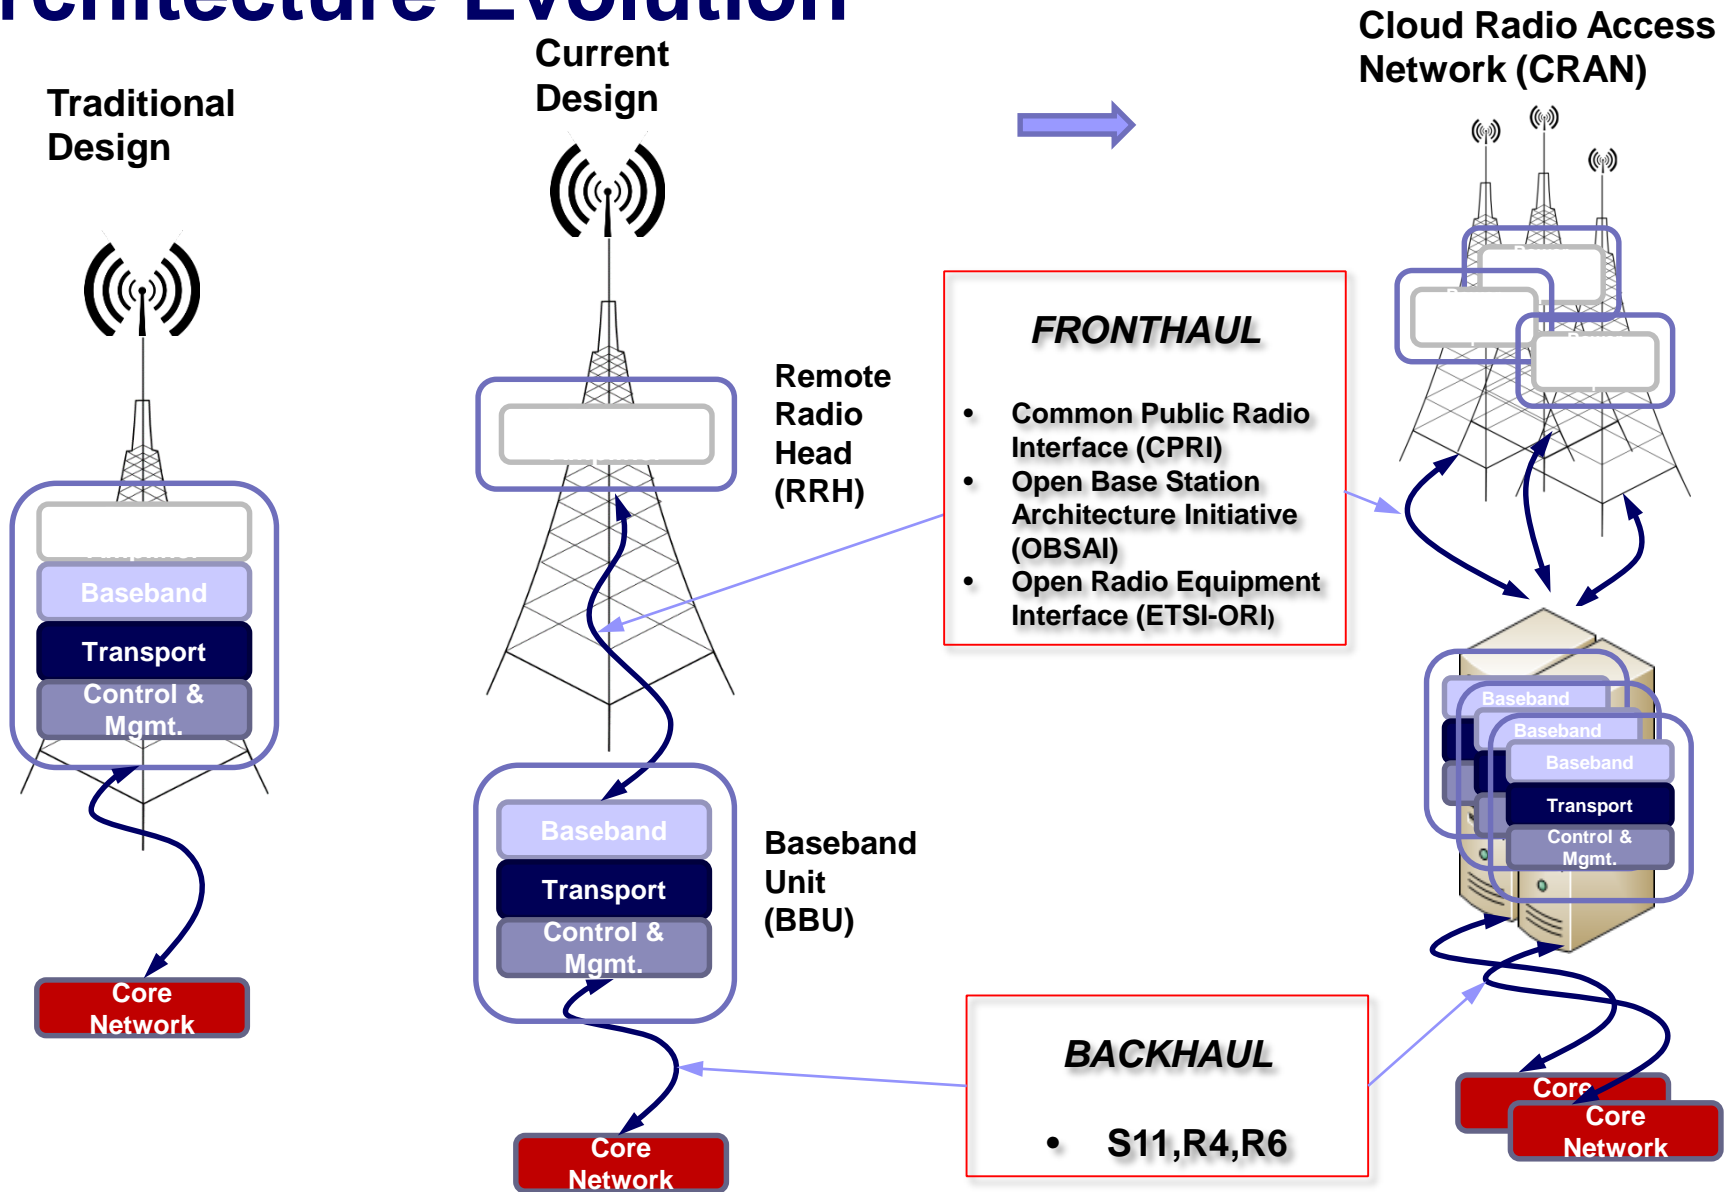 rchitecture Evolution
Traditional
Design
Current
Design
Cloud Radio Access
Network (CRAN)
Baseband
Transport
Control &
Mgmt.
Core
Network
Remote
Radio
Head
(RRH)
Baseband
Transport
Control &
Mgmt.
Baseband
Unit
(BBU)
Core
Network
FRONTHAUL
• Common Public Radio
Interface (CPRI)
• Open Base Station
Architecture Initiative
(OBSAI)
• Open Radio Equipment
Interface (ETSI-ORI)
BACKHAUL
• S11,R4,R6
Baseband
Baseband
Baseband
Transport
Control &
Mgmt.
Core
Core
Network